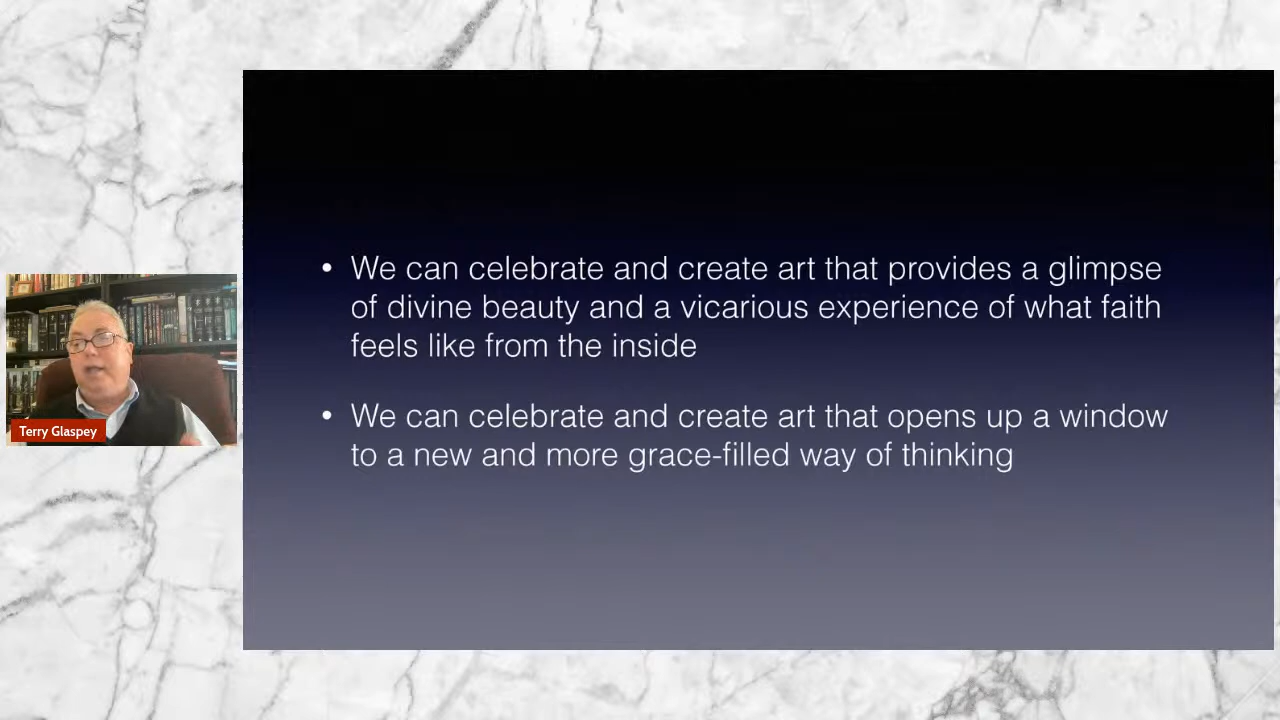 • We can celebrate and create art that provides a glimpse
of divine beauty and a vicarious experience of what faith
feels like from the inside
• We can celebrate and create art that opens up a window
to a new and more grace-filled way of thinking
Terry Glaspey